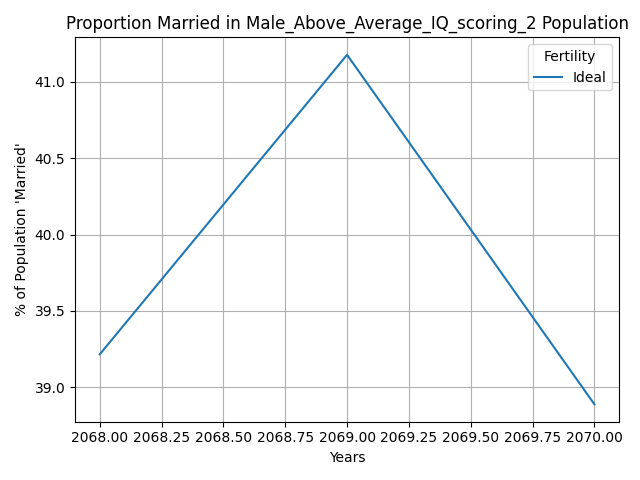 Proportion Married in Male_Above_Average_IQ_scoring_2 Population
Fertility
Ideal
% of Population 'Married'
41.0
40.5
40.0
39.5
39.0
2068.00 2068.25 2068.50 2068.75 2069.00 2069.25 2069.50 2069.75 2070.00
Years